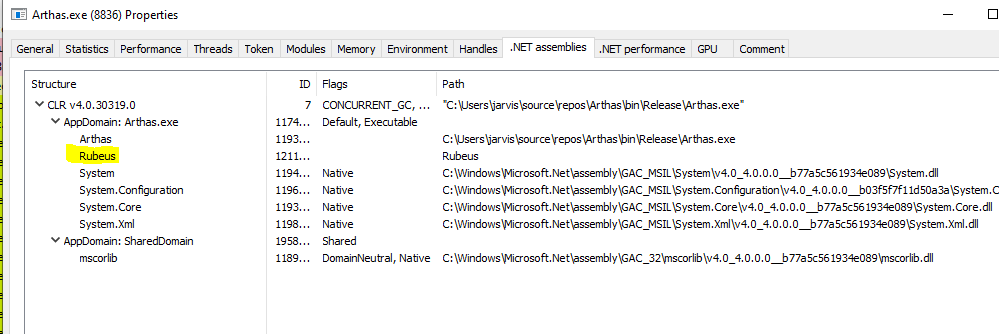 Arthas.exe (8836) Properties
General Statistics Performance Threads Token Modules Memory Environment Handles .NET assemblies .NET performance GPU Comment
Structure ID Flags Path
CLR v4.0.30319.0 7 CONCURRENT_GC, ... "C:\Users\jarvis\source\repos\Arthas\bin\Release\Arthas.exe"
AppDomain: Arthas.exe 1174... Default, Executable
Arthas 1193... C:\Users\jarvis\source\repos\Arthas\bin\Release\Arthas.exe
Rubeus 1211... Rubeus
System 1194... Native C:\Windows\Microsoft.Net\assembly\GAC_MSIL\System\v4.0_4.0.0.0__b77a5c561934e089\System.dll
System.Configuration 1196... Native C:\Windows\Microsoft.Net\assembly\GAC_MSIL\System.Configuration\v4.0_4.0.0.0__b03f5f7f11d50a3a\System.C
System.Core 1193... Native C:\Windows\Microsoft.Net\assembly\GAC_MSIL\System.Core\v4.0_4.0.0.0__b77a5c561934e089\System.Core.dll
System.Xml 1198... Native C:\Windows\Microsoft.Net\assembly\GAC_MSIL\System.Xml\v4.0_4.0.0.0__b77a5c561934e089\System.Xml.dll
AppDomain: SharedDomain 1958... Shared
mscorlib 1189... DomainNeutral, Native C:\Windows\Microsoft.Net\assembly\GAC_32\mscorlib\v4.0_4.0.0.0__b77a5c561934e089\mscorlib.dll